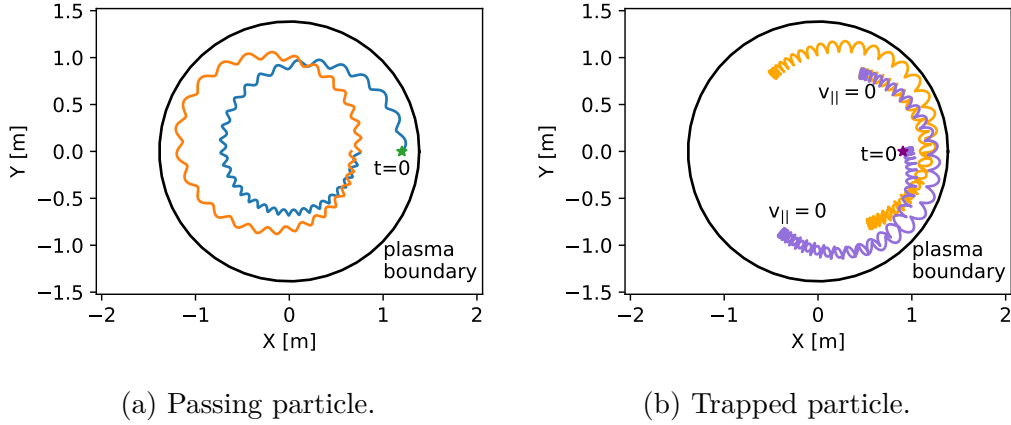 1.5
1.0
0.5
0.0
−0.5
−1.0
−1.5
Y [m]
t=0
plasma
boundary
−2
−1
0
1
2
X [m]
(a) Passing particle.
1.5
1.0
0.5
0.0
−0.5
−1.0
−1.5
Y [m]
v|| = 0
t=0
v|| = 0
plasma
boundary
−2
−1
0
1
2
X [m]
(b) Trapped particle.